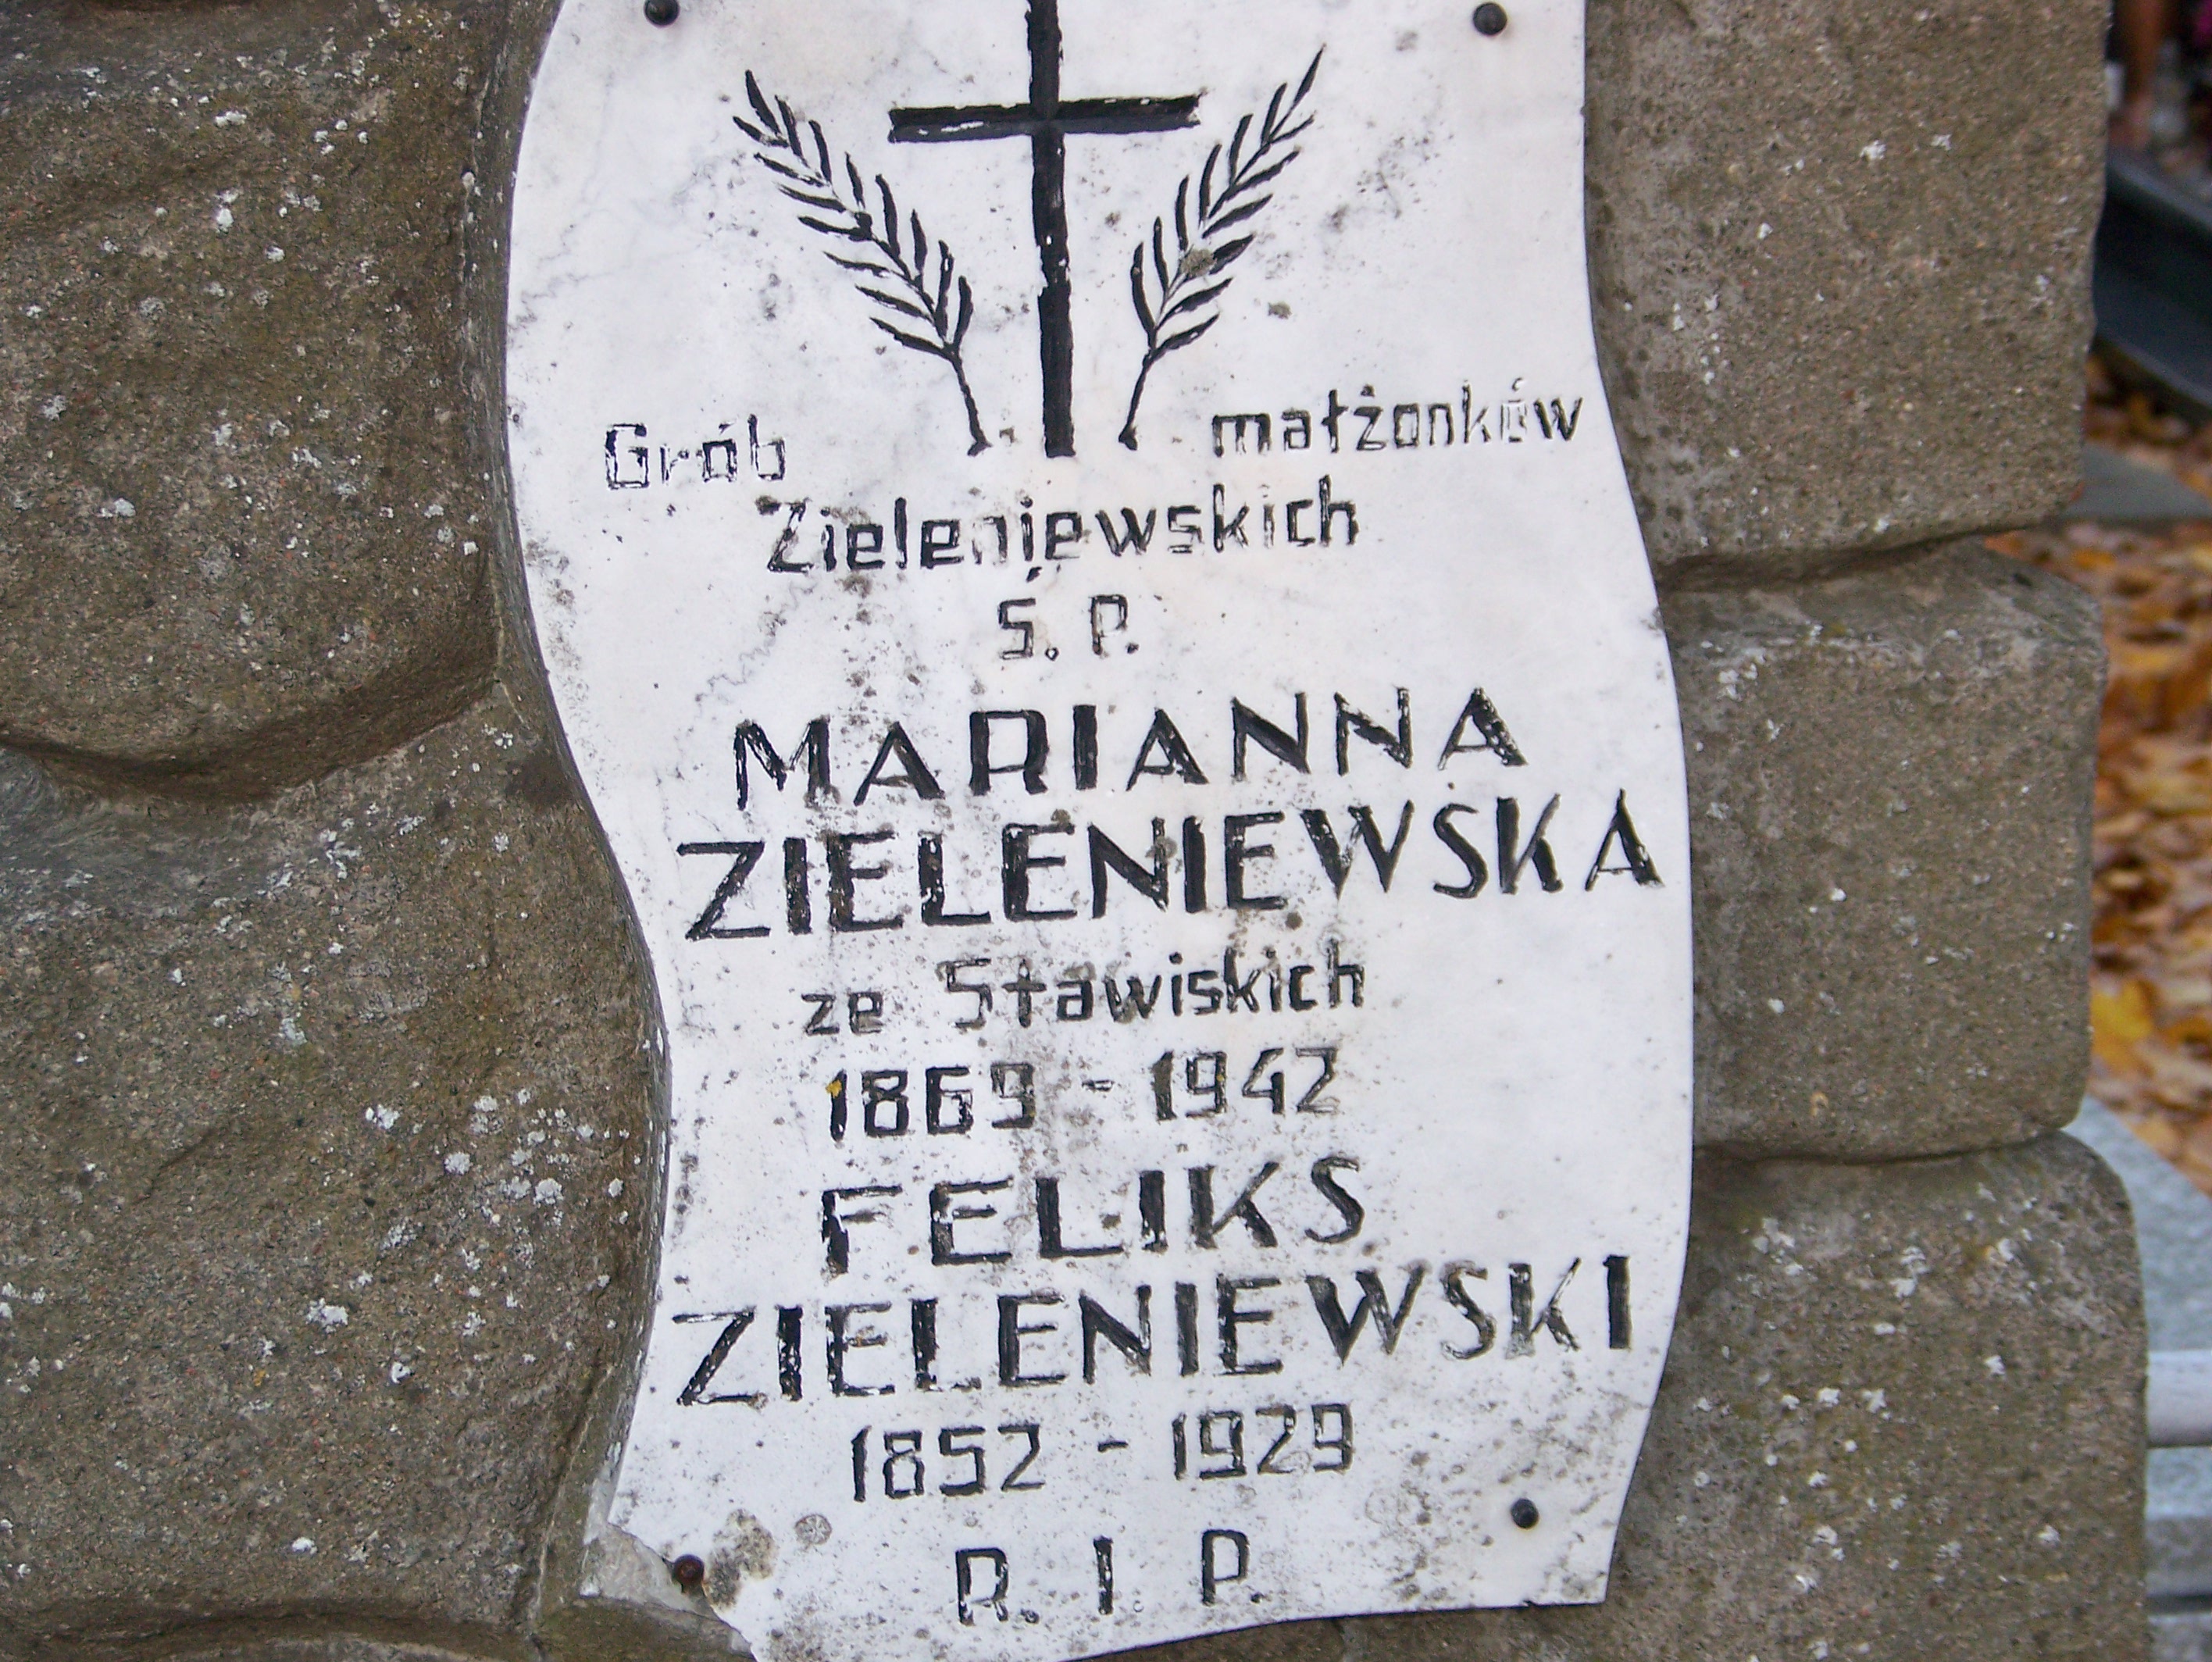 Grób małżonków
Zieleniewskich
Ś. P.
MARIANNA
ZIELENIEWSKA
ze Stawiskich
1869 - 1942
FELIKS
ZIELENIEWSKI
1852 - 1929
R. I. P.